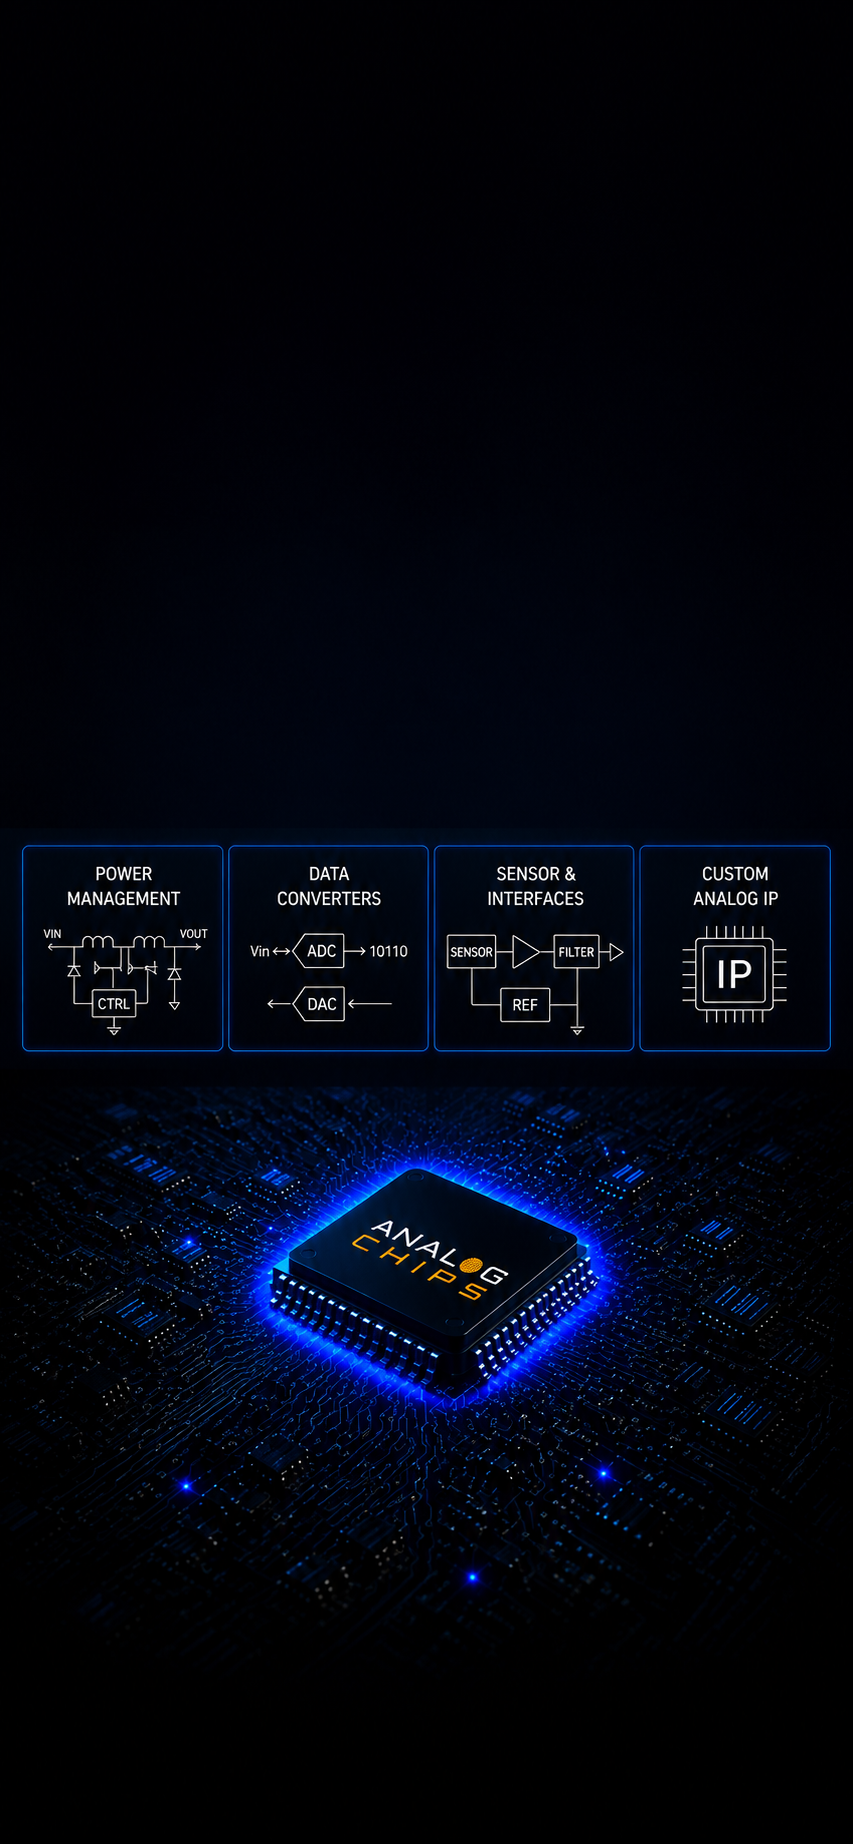 POWER
MANAGEMENT
VIN
VOUT
CTRL
DATA
CONVERTERS
Vin
ADC
10110
DAC
SENSOR &
INTERFACES
SENSOR
FILTER
REF
CUSTOM
ANALOG IP
IP
ANALOG
CHIPS